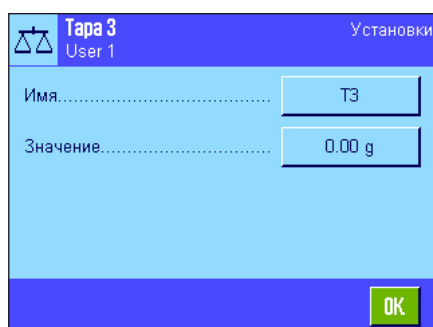 Тара 3 Установки
User 1
Имя........................................ T3
Значение................................ 0.00 g
OK